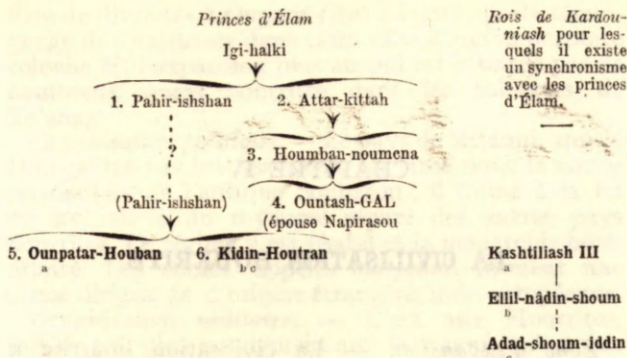 Princes d'Élam
Igi-halki
1. Pahir-ishshan 2. Attar-kittah
?
3. Houmban-noumena
(Pahir-ishshan)
4. Ountash-GAL
(épouse Napirasou)
5. Ounpatar-Houban 6. Kidin-Houtran
a b c
Rois de Kardou-
niash pour les-
quels il existe
un synchronisme
avec les princes
d'Élam.
Kashtiliash III
a
Ellil-nâdin-shoum
b
Adad-shoum-iddin